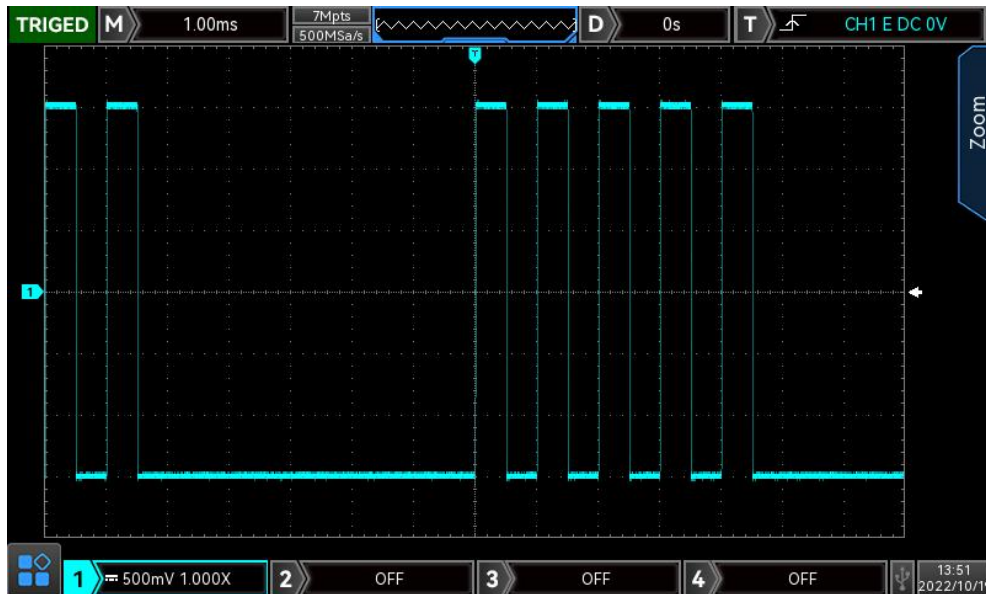 TRIGED M 1.00ms 7Mpts D 0s T CH1 E DC 0V
500MSa/s
T
Zoom
1
1 500mV 1.000X 2 OFF 3 OFF 4 OFF 13:51
2022/10/19